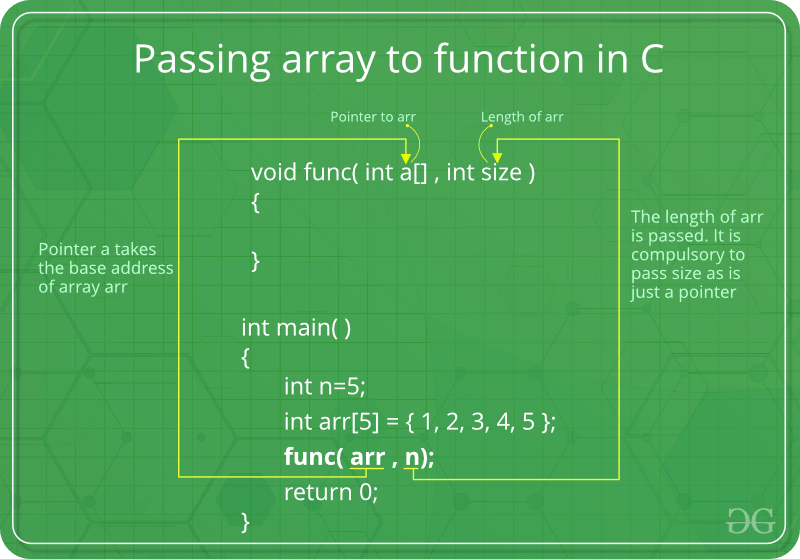 Passing array to function in C
Pointer to arr
Length of arr
void func( int a[] , int size )
{
}
Pointer a takes
the base address
of array arr
The length of arr
is passed. It is
compulsory to
pass size as is
just a pointer
int main( )
{
int n=5;
int arr[5] = { 1, 2, 3, 4, 5 };
func( arr , n);
return 0;
}